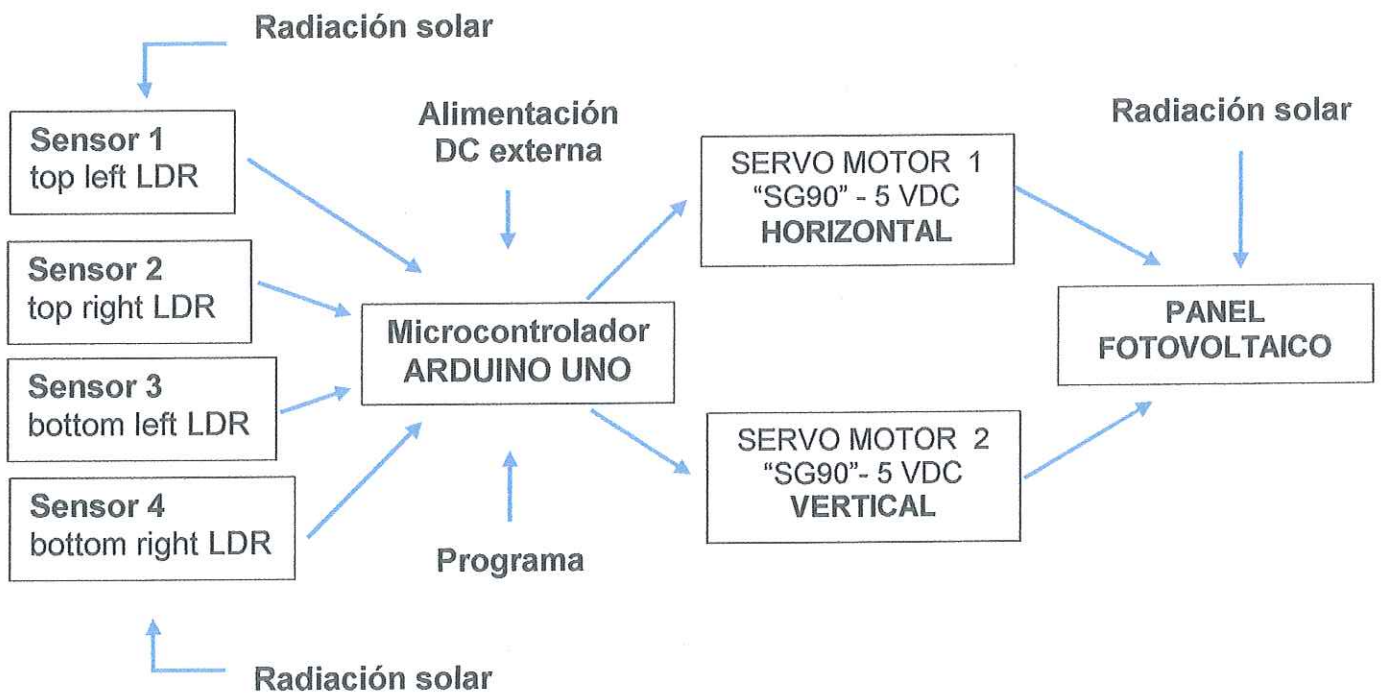 Radiación solar
Sensor 1
top left LDR
Sensor 2
top right LDR
Sensor 3
bottom left LDR
Sensor 4
bottom right LDR
Radiación solar
Alimentación
DC externa
Microcontrolador
ARDUINO UNO
Programa
SERVO MOTOR 1
“SG90” - 5 VDC
HORIZONTAL
SERVO MOTOR 2
“SG90”- 5 VDC
VERTICAL
Radiación solar
PANEL
FOTOVOLTAICO